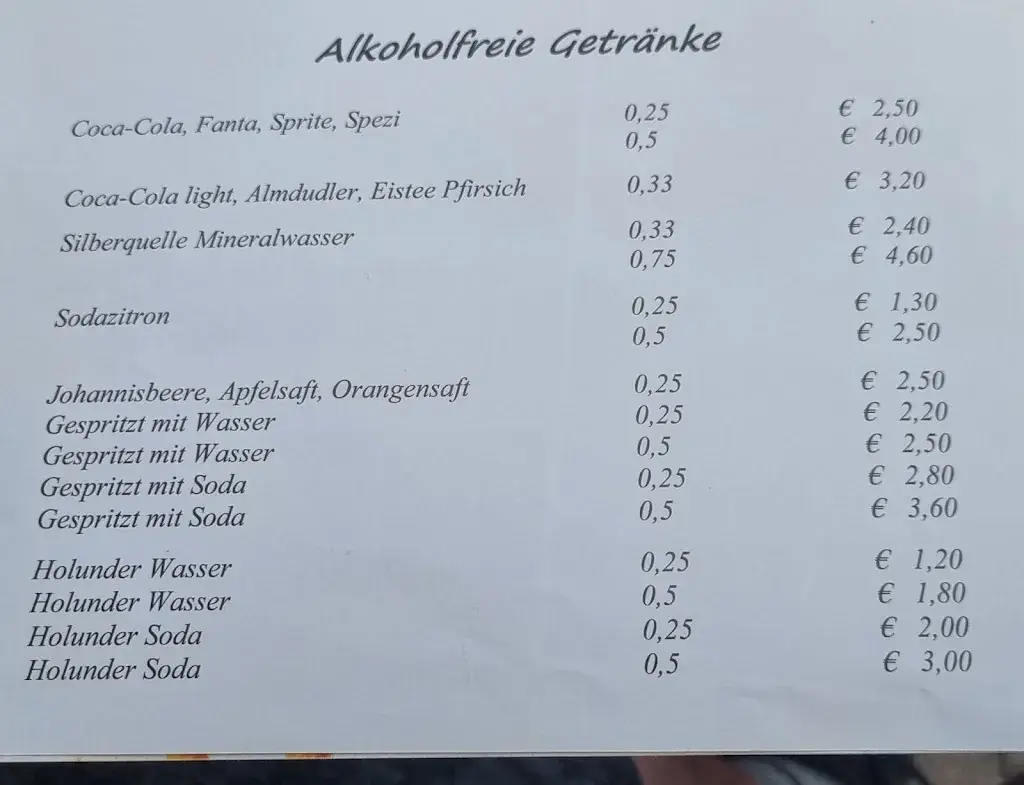 Alkoholfreie Getränke
Coca-Cola, Fanta, Sprite, Spezi 0,25 € 2,50
0,5 € 4,00
Coca-Cola light, Almdudler, Eistee Pfirsich 0,33 € 3,20
Silberquelle Mineralwasser 0,33 € 2,40
0,75 € 4,60
Sodazitron 0,25 € 1,30
0,5 € 2,50
Johannisbeere, Apfelsaft, Orangensaft 0,25 € 2,50
Gespritzt mit Wasser 0,25 € 2,20
Gespritzt mit Wasser 0,5 € 2,50
Gespritzt mit Soda 0,25 € 2,80
Gespritzt mit Soda 0,5 € 3,60
Holunder Wasser 0,25 € 1,20
Holunder Wasser 0,5 € 1,80
Holunder Soda 0,25 € 2,00
Holunder Soda 0,5 € 3,00